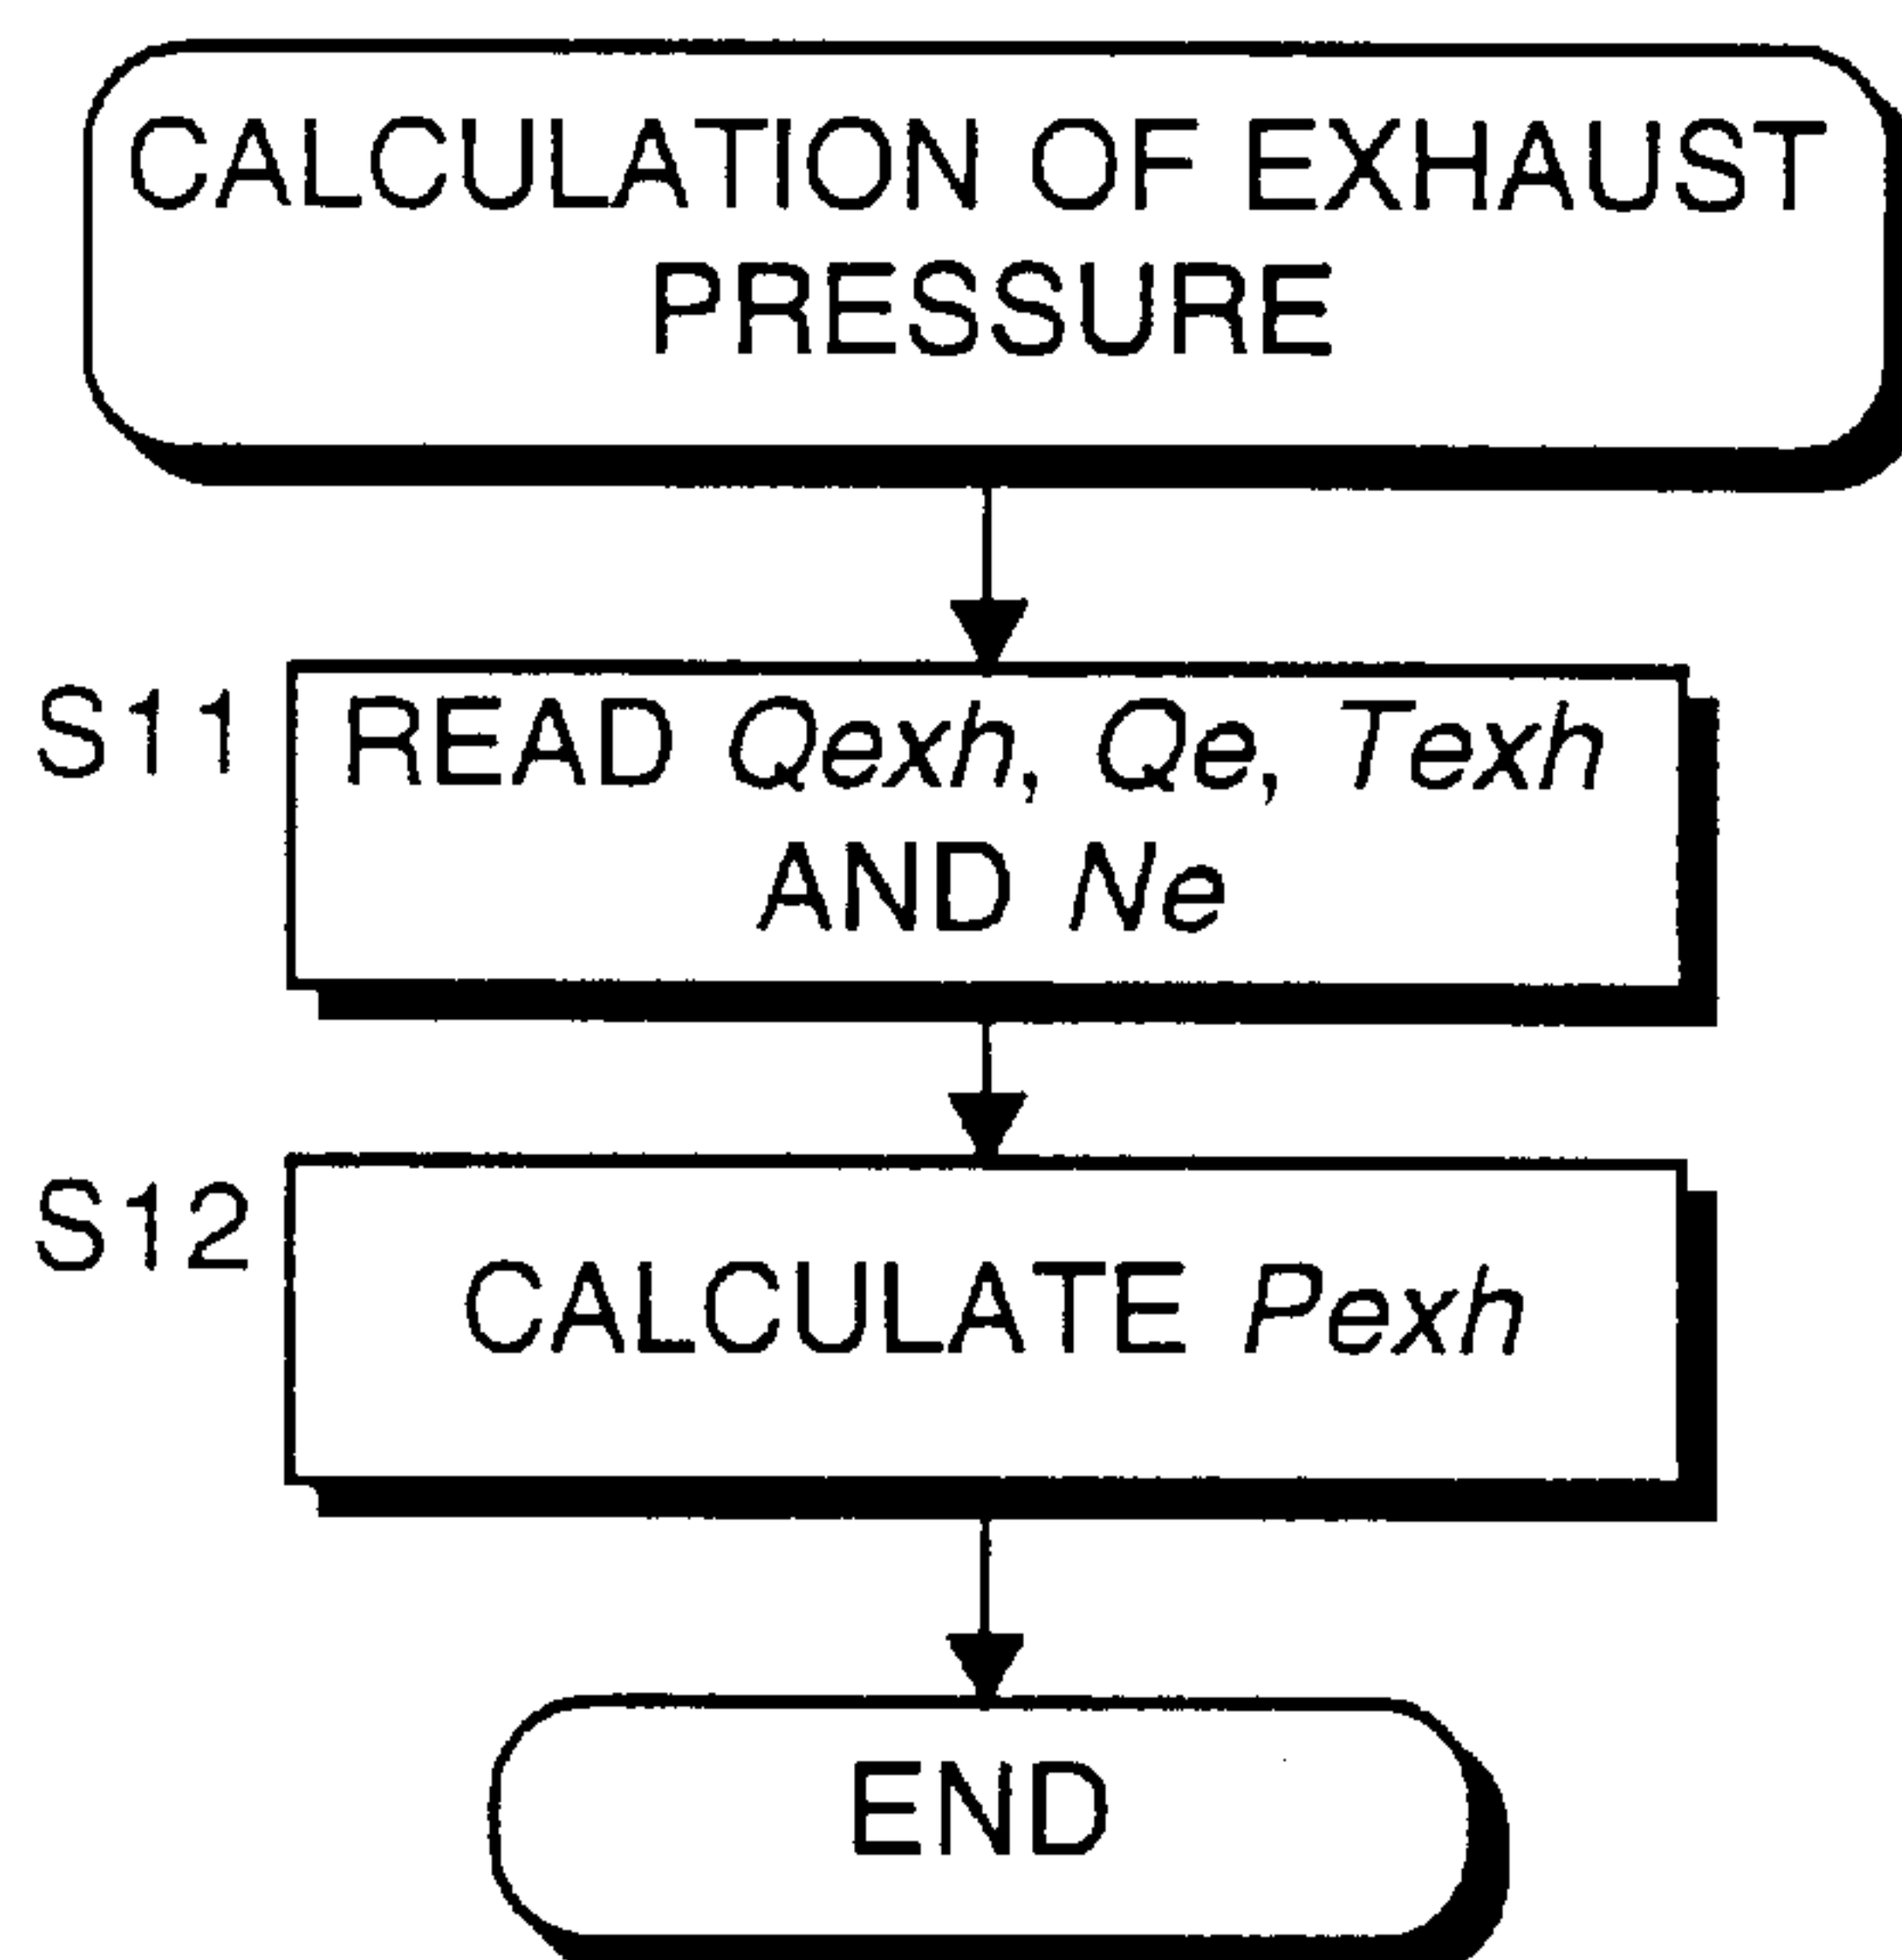 CALCULATION OF EXHAUST
PRESSURE
S11
READ Qexh, Qe, Texh
AND Ne
S12
CALCULATE Pexh
END